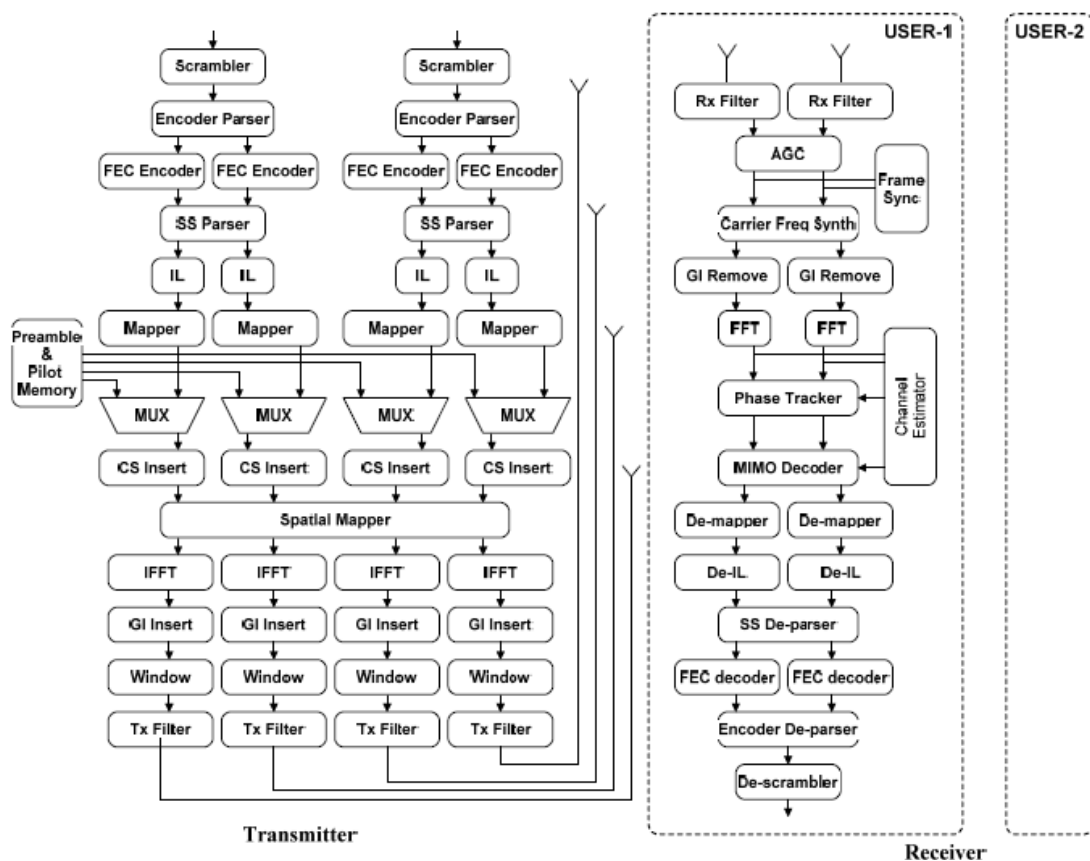 USER-1
USER-2
Scrambler
Scrambler
Encoder Parser
Encoder Parser
FEC Encoder
FEC Encoder
FEC Encoder
FEC Encoder
SS Parser
SS Parser
IL
IL
IL
IL
Mapper
Mapper
Mapper
Mapper
Preamble
&
Pilot
Memory
MUX
MUX
MUX
MUX
CS Insert
CS Insert
CS Insert
CS Insert
Spatial Mapper
IFFT
IFFT
IFFT
IFFT
GI Insert
GI Insert
GI Insert
GI Insert
Window
Window
Window
Window
Tx Filter
Tx Filter
Tx Filter
Tx Filter
Transmitter
Rx Filter
Rx Filter
AGC
Frame
Sync
Carrier Freq Synth
GI Remove
GI Remove
FFT
FFT
Channel
Estimator
Phase Tracker
MIMO Decoder
De-mapper
De-mapper
De-IL
De-IL
SS De-parser
FEC decoder
FEC decoder
Encoder De-parser
De-scrambler
Receiver